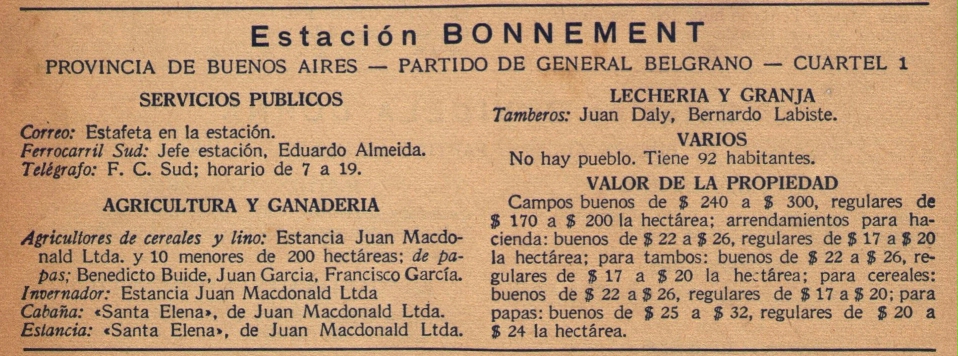 Estación BONNEMENT
PROVINCIA DE BUENOS AIRES — PARTIDO DE GENERAL BELGRANO — CUARTEL 1
SERVICIOS PUBLICOS
Correo: Estafeta en la estación.
Ferrocarril Sud: Jefe estación, Eduardo Almeida.
Telégrafo: F. C. Sud; horario de 7 a 19.
AGRICULTURA Y GANADERIA
Agricultores de cereales y lino: Estancia Juan Macdo-
nald Ltda. y 10 menores de 200 hectáreas; de pa-
pas; Benedicto Buide, Juan Garcia, Francisco García.
Invernador: Estancia Juan Macdonald Ltda
Cabaña: «Santa Elena», de Juan Macdonald Ltda.
Estancia: «Santa Elena», de Juan Macdonald Ltda.
LECHERIA Y GRANJA
Tamberos: Juan Daly, Bernardo Labiste.
VARIOS
No hay pueblo. Tiene 92 habitantes.
VALOR DE LA PROPIEDAD
Campos buenos de $ 240 a $ 300, regulares de
$ 170 a $ 200 la hectárea; arrendamientos para ha-
cienda: buenos de $ 22 a $ 26, regulares de $ 17 a $ 20
la hectárea; para tambos: buenos de $ 22 a $ 26, re-
gulares de $ 17 a $ 20 la hectárea; para cereales:
buenos de $ 22 a $ 26, regulares de $ 17 a $ 20; para
papas: buenos de $ 25 a $ 32, regulares de $ 20 a
$ 24 la hectárea.